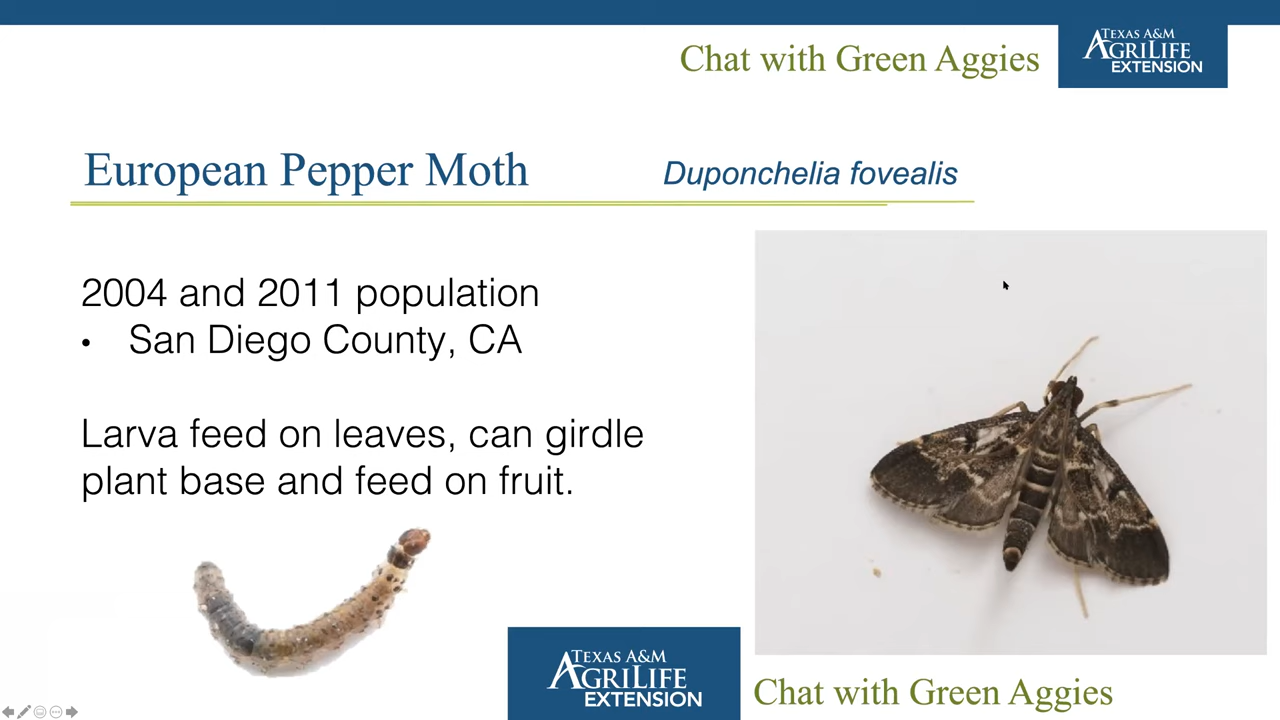 Chat with Green Aggies
TEXAS A&M
AGRILIFE
EXTENSION
European Pepper Moth
Duponchelia fovealis
2004 and 2011 population
• San Diego County, CA
Larva feed on leaves, can girdle
plant base and feed on fruit.
TEXAS A&M
AGRILIFE
EXTENSION
Chat with Green Aggies